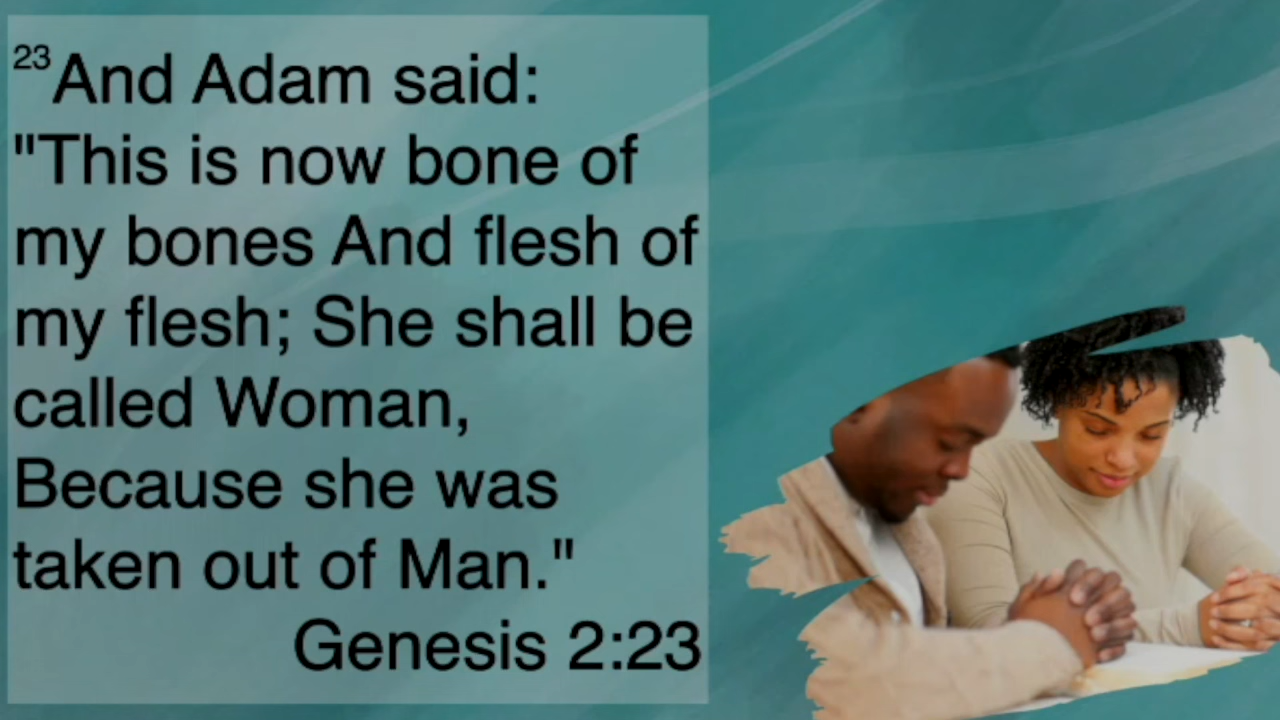 23And Adam said:
"This is now bone of
my bones And flesh of
my flesh; She shall be
called Woman,
Because she was
taken out of Man."
Genesis 2:23